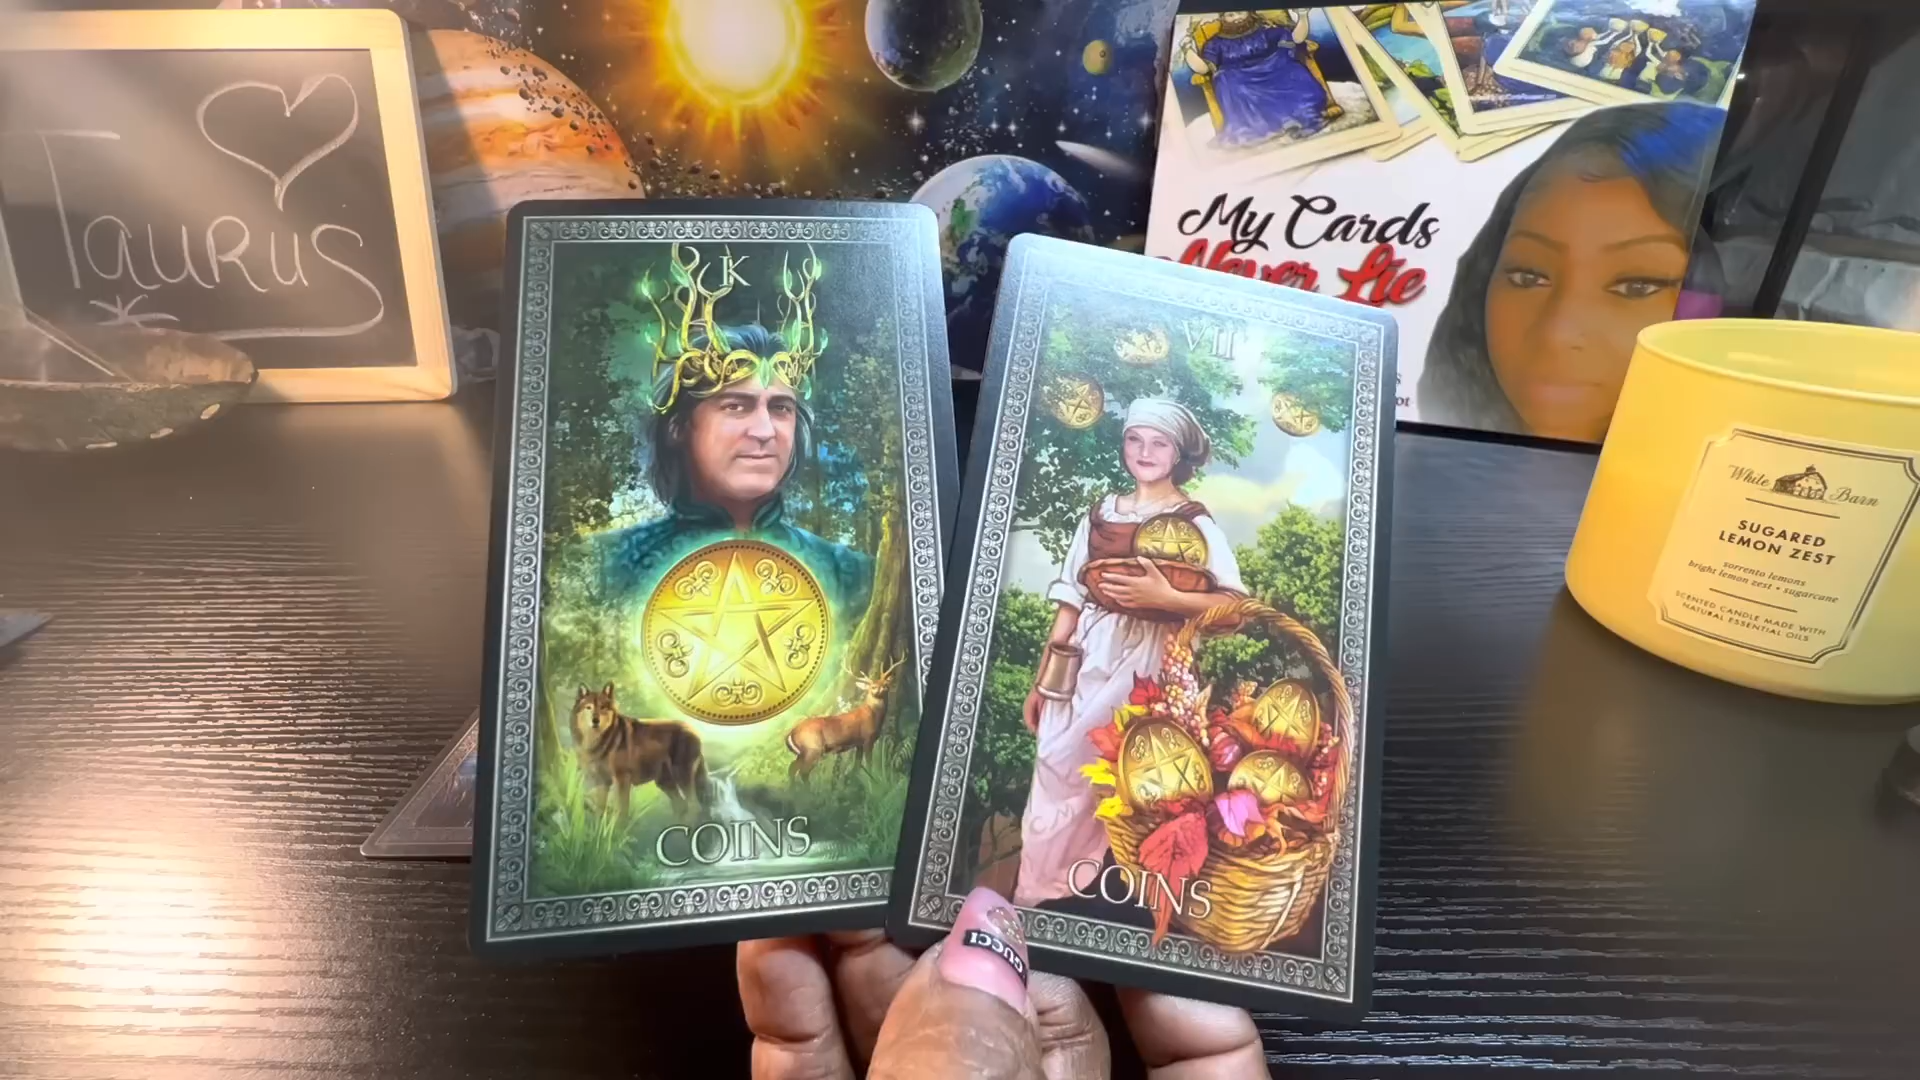 Taurus
K
COINS
VII
COINS
My Cards
Never Lie
White Barn
SUGARED
LEMON ZEST
sorrento lemons
bright lemon zest • sugarcane
SCENTED CANDLE MADE WITH
NATURAL ESSENTIAL OILS
GUCCI